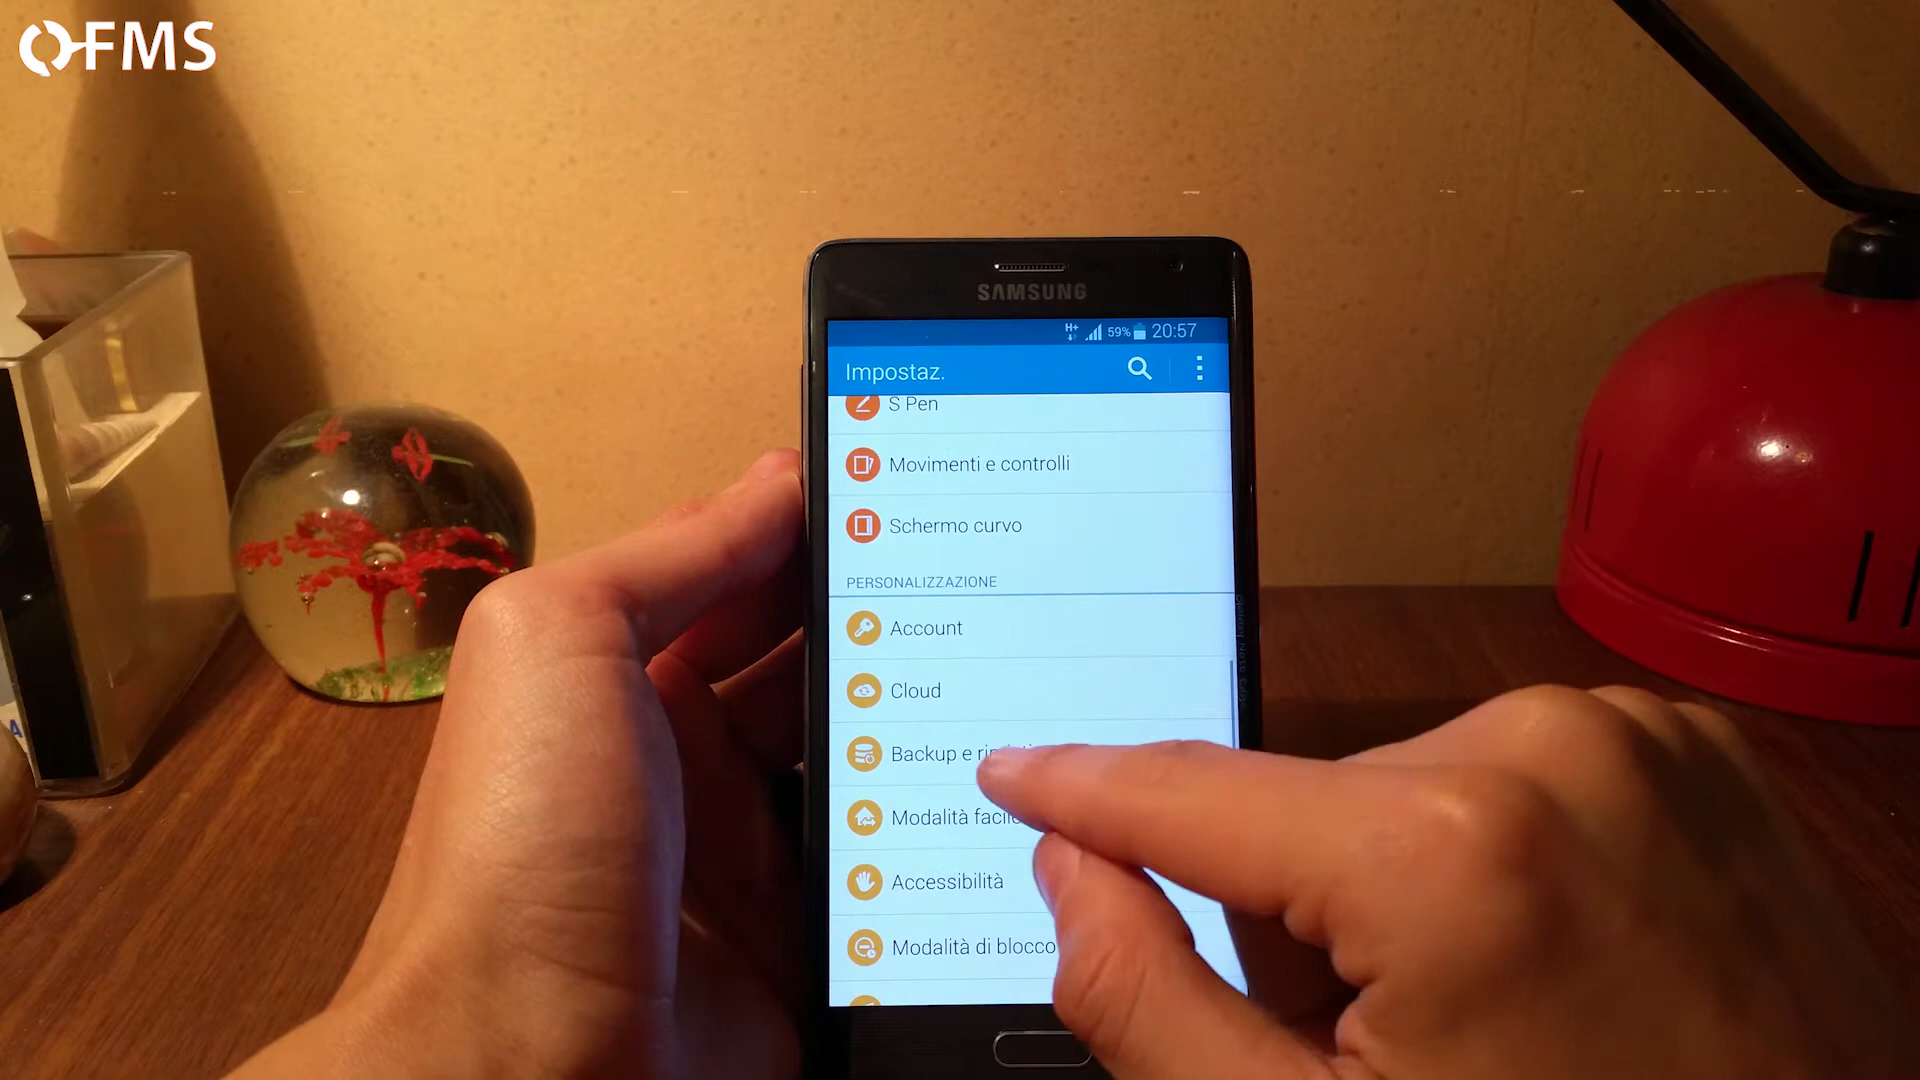 FMS
SAMSUNG
H+ 59% 20:57
Impostaz.
S Pen
Movimenti e controlli
Schermo curvo
PERSONALIZZAZIONE
Account
Cloud
Backup e
Modalità facile
Accessibilità
Modalità di blocco